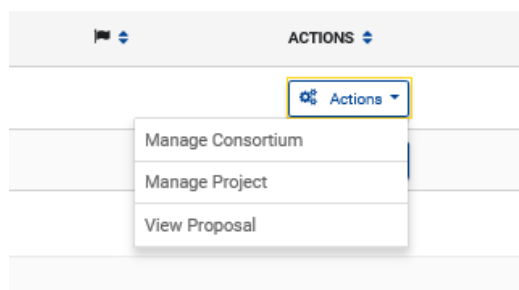 ACTIONS
Actions
Manage Consortium
Manage Project
View Proposal